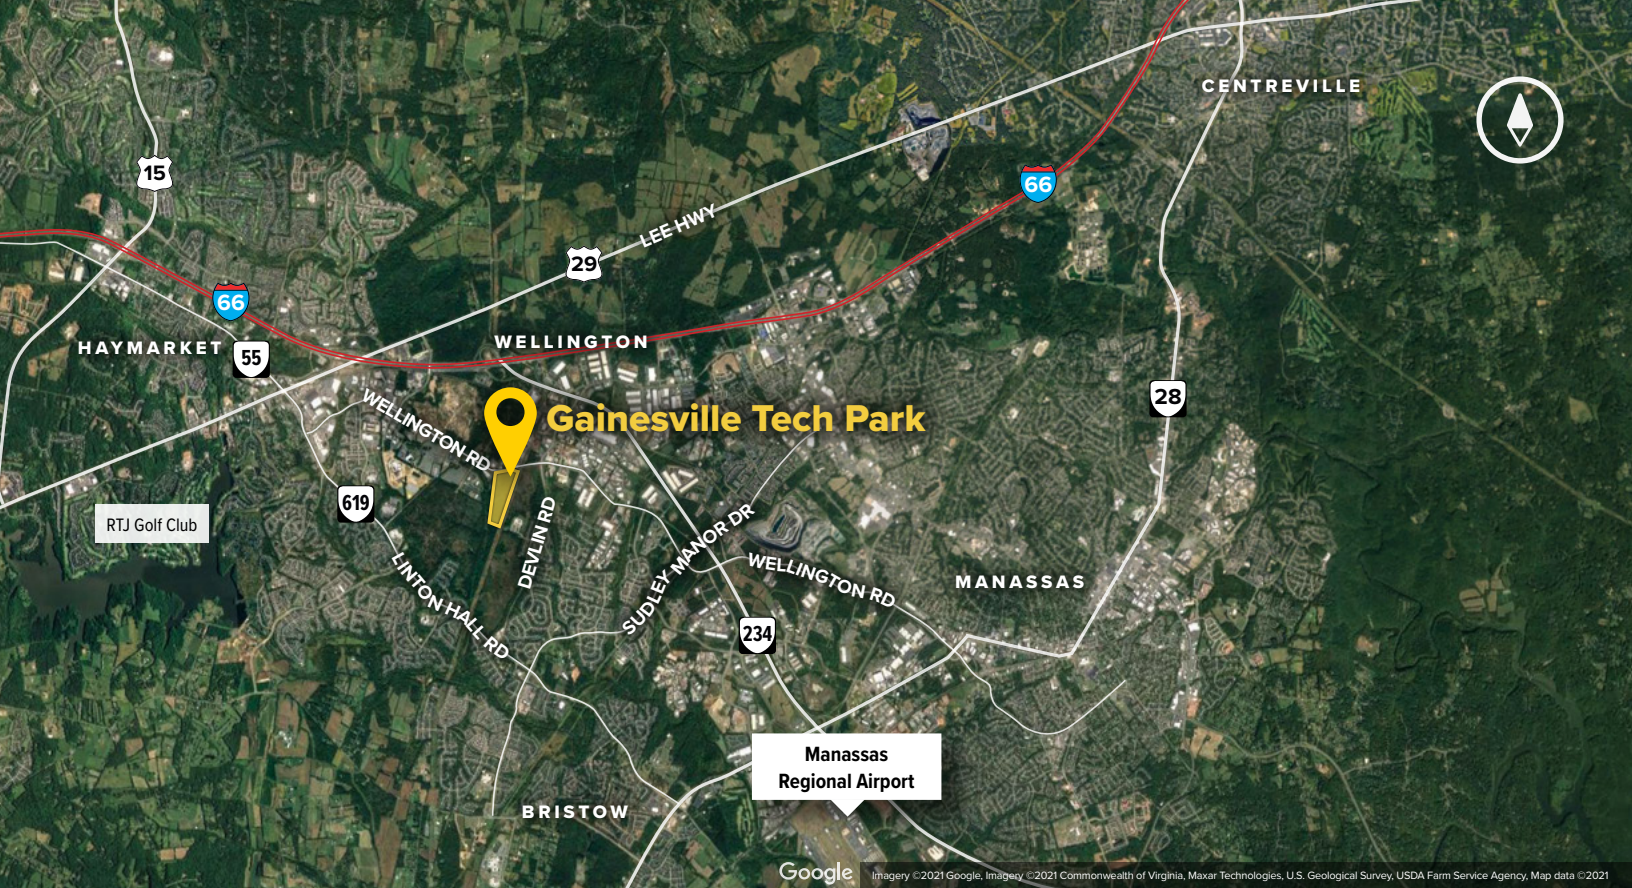 CENTREVILLE
15
66
LEE HWY
29
66
WELLINGTON
HAYMARKET
55
28
WELLINGTON RD
Gainesville Tech Park
619
RTJ Golf Club
DEVLIN RD
SUDLEY MANOR DR
LINTON HALL RD
WELLINGTON RD
MANASSAS
234
Manassas
Regional Airport
BRISTOW
Google
Imagery ©2021 Google, Imagery ©2021 Commonwealth of Virginia, Maxar Technologies, U.S. Geological Survey, USDA Farm Service Agency, Map data ©2021